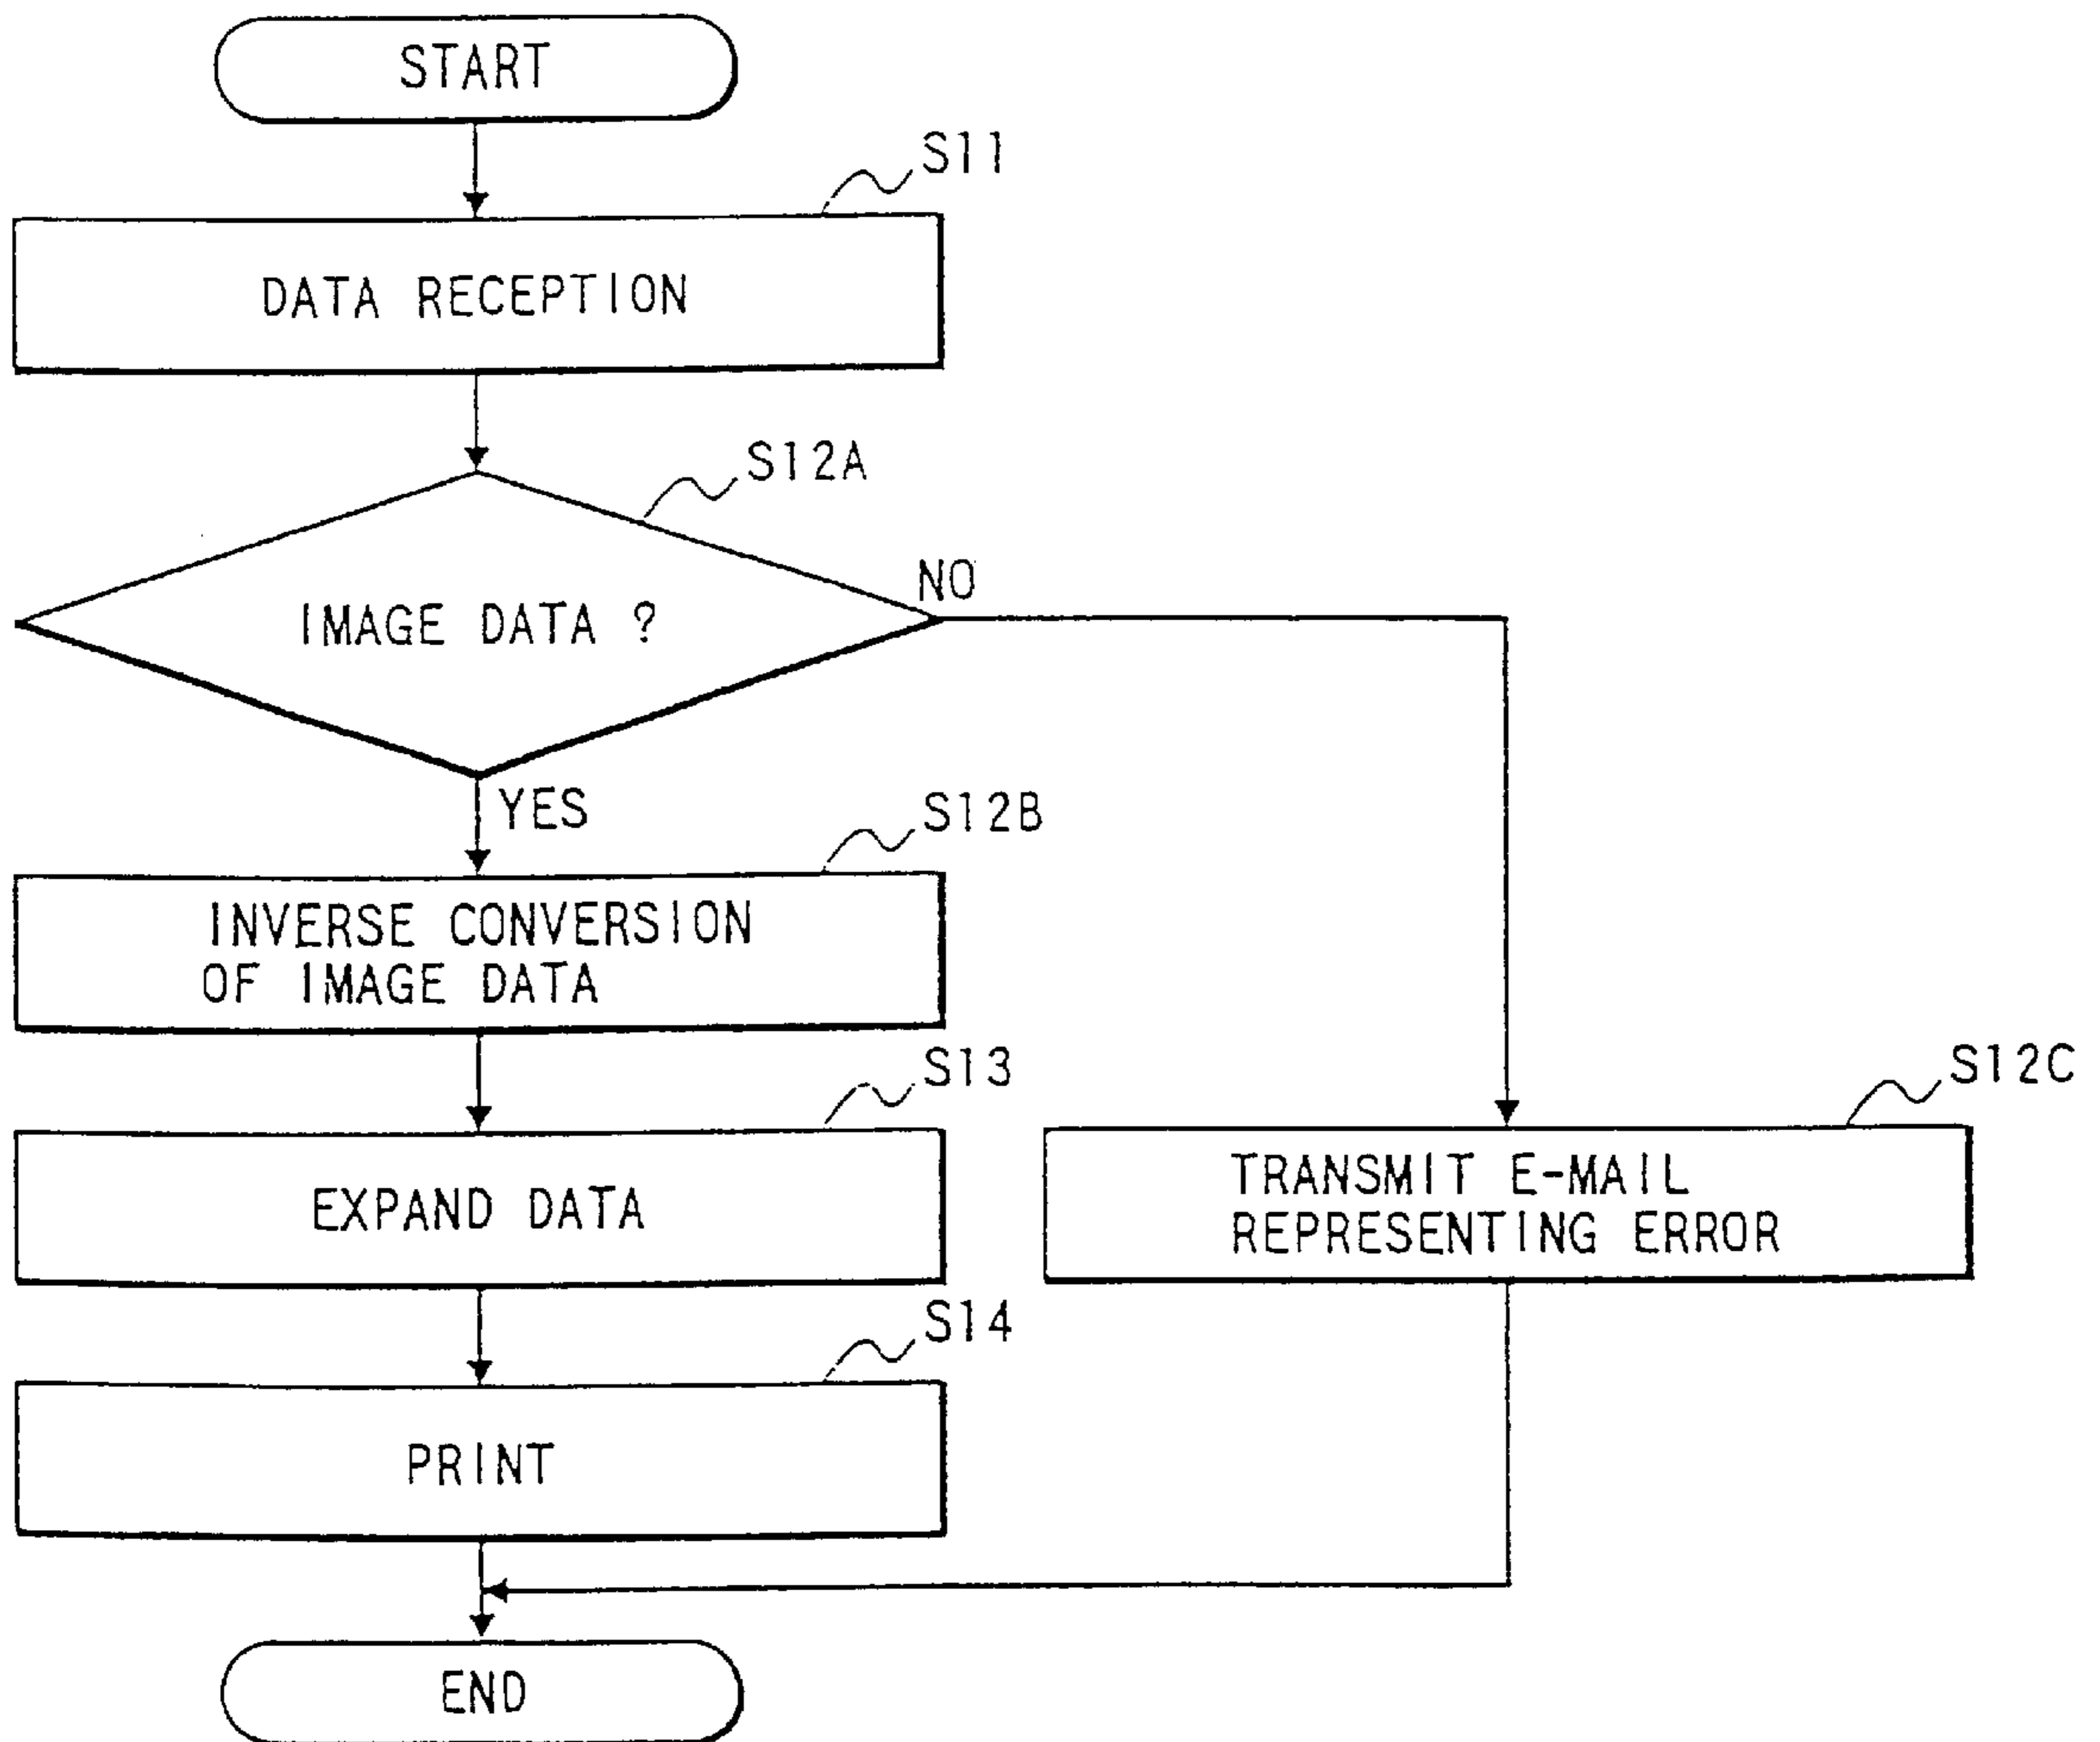 START
S11
DATA RECEPTION
S12A
NO
IMAGE DATA ?
YES
S12B
INVERSE CONVERSION
OF IMAGE DATA
S13
EXPAND DATA
S12C
TRANSMIT E-MAIL
REPRESENTING ERROR
S14
PRINT
END